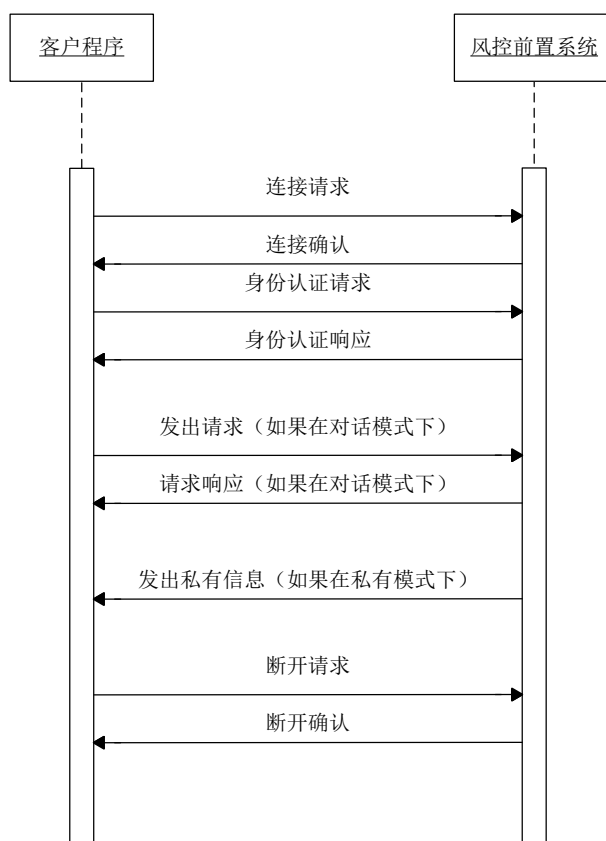 客户程序
风控前置系统
连接请求
连接确认
身份认证请求
身份认证响应
发出请求（如果在对话模式下）
请求响应（如果在对话模式下）
发出私有信息（如果在私有模式下）
断开请求
断开确认